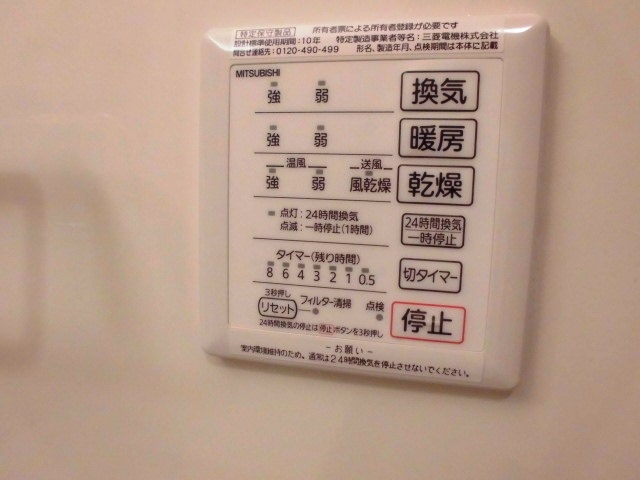 特定保守製品 所有者票による所有者登録が必要です
設計標準使用期間:10年 特定製造事業者等名:三菱電機株式会社
問合せ連絡先:0120-490-499 形名、製造年月、点検期間は本体に記載
MITSUBISHI
強 弱 換気
強 弱 暖房
温風 送風
強 弱 風乾燥 乾燥
点灯:24時間換気
点滅:一時停止(1時間)
24時間換気
一時停止
タイマー(残り時間)
8 6 4 3 2 1 0.5
切タイマー
3秒押し
リセット フィルター清掃 点検
停止
24時間換気の停止は停止ボタンを3秒押し
−お願い−
室内環境維持のため、通常は24時間換気を停止させないでください。